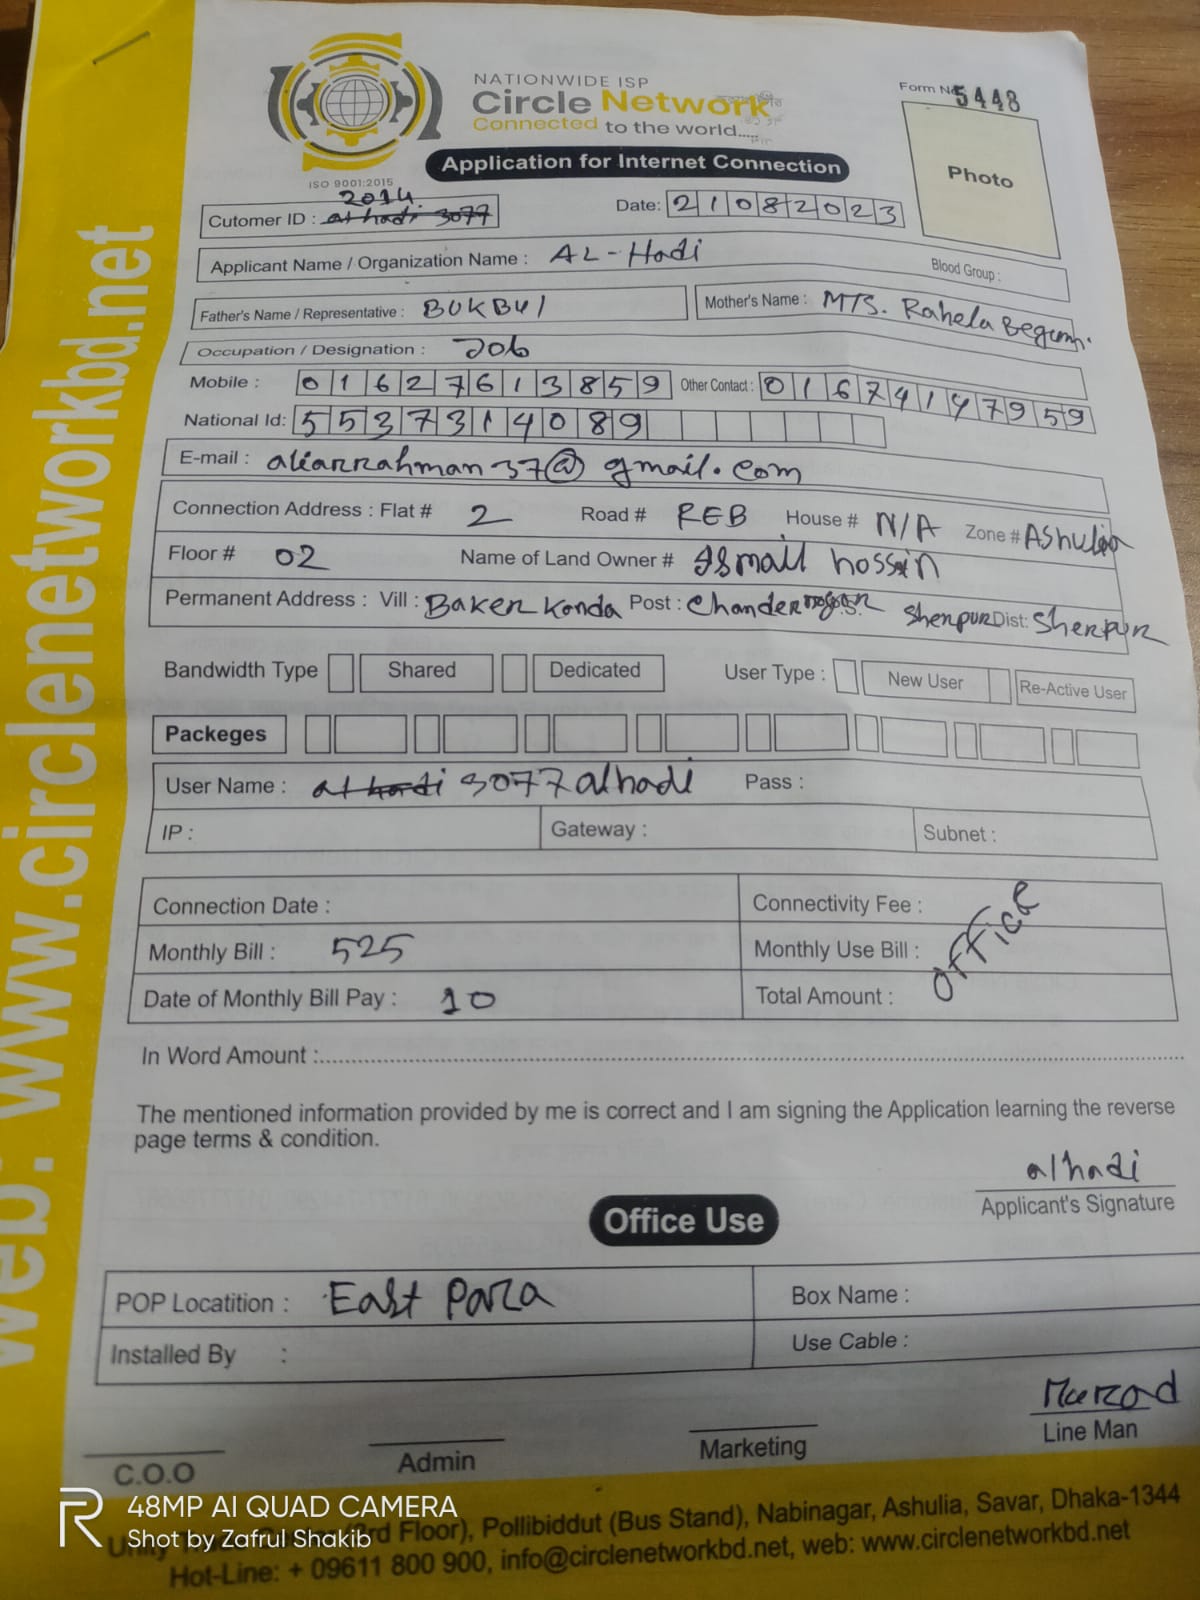 NATIONWIDE ISP
Circle Network
Connected to the world.....
Form No 5448
Application for Internet Connection
Photo
ISO 9001:2015
2014.
Cutomer ID : al hadi 3077
Date: 21082023
Applicant Name / Organization Name : AL-Hadi
Blood Group :
Father's Name / Representative : BUKBUl
Mother's Name : MTS. Rahela Begum.
Occupation / Designation : Job
Mobile : 01627613859 Other Contact : 01674147959
National Id: 5537314089
E-mail : aliarrahman37@gmail.com
Connection Address : Flat # 2 Road # REB House # N/A Zone # Ashulia
Floor # 02 Name of Land Owner # Ismail hossain
Permanent Address : Vill : Baker Konda Post : Chandernogor Sherpur Dist: Sherpur
Bandwidth Type Shared Dedicated User Type : New User Re-Active User
Packeges
User Name : al hadi 3077alhadi Pass :
IP : Gateway : Subnet :
Connection Date : Connectivity Fee :
Monthly Bill : 525 Monthly Use Bill :
OFFICE
Date of Monthly Bill Pay : 10 Total Amount :
In Word Amount :
The mentioned information provided by me is correct and I am signing the Application learning the reverse
page terms & condition.
alhadi
Applicant's Signature
Office Use
POP Locatition : East Para Box Name :
Installed By : Use Cable :
Murad
C.O.O Admin Marketing Line Man
48MP AI QUAD CAMERA
Shot by Zafrul Shakib
Floor), Pollibiddut (Bus Stand), Nabinagar, Ashulia, Savar, Dhaka-1344
Hot-Line: + 09611 800 900, info@circlenetworkbd.net, web: www.circlenetworkbd.net
web: www.circlenetworkbd.net